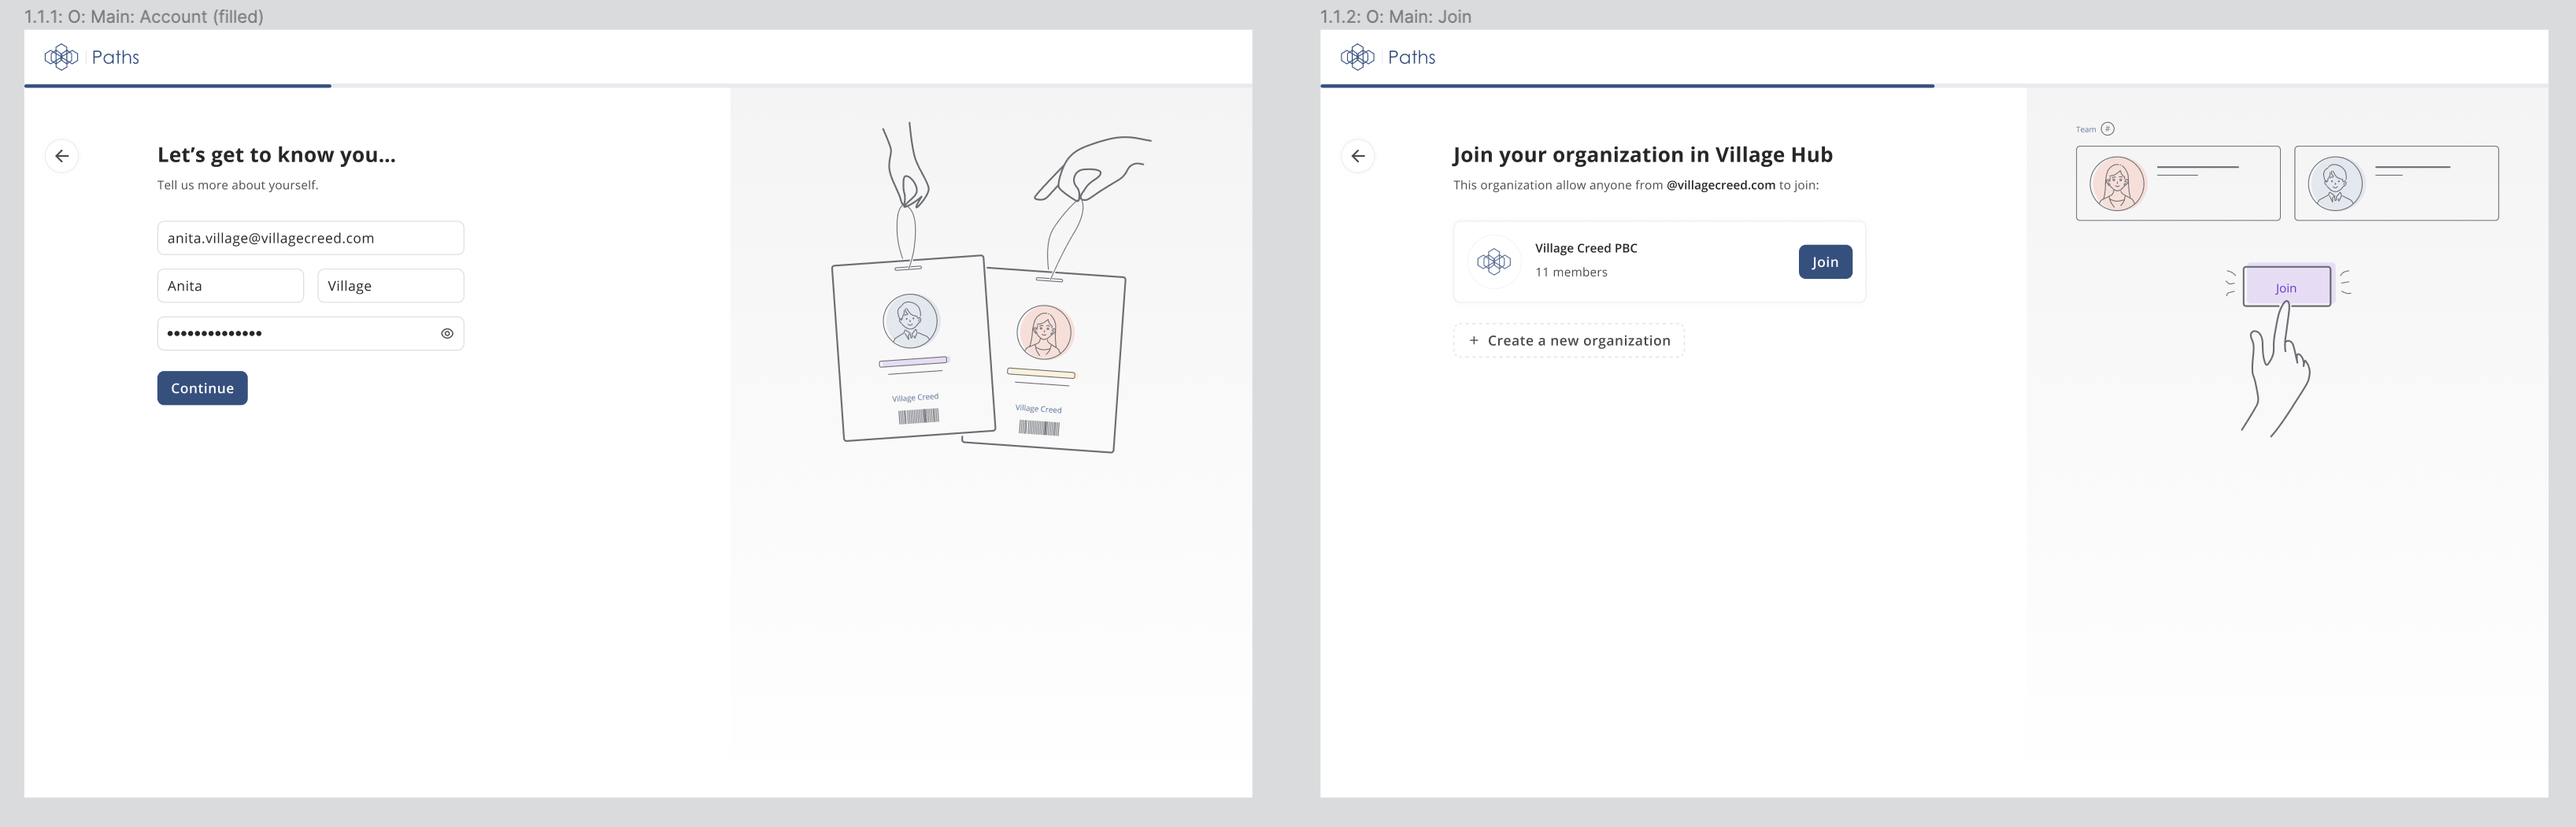 1.1.1: O: Main: Account (filled)
Paths
Let's get to know you...
Tell us more about yourself.
anita.village@villagecreed.com
Anita
Village
••••••••••••••
Continue
Village Creed
Village Creed
1.1.2: O: Main: Join
Paths
Join your organization in Village Hub
This organization allow anyone from @villagecreed.com to join:
Village Creed PBC
11 members
Join
+ Create a new organization
Team #
Join